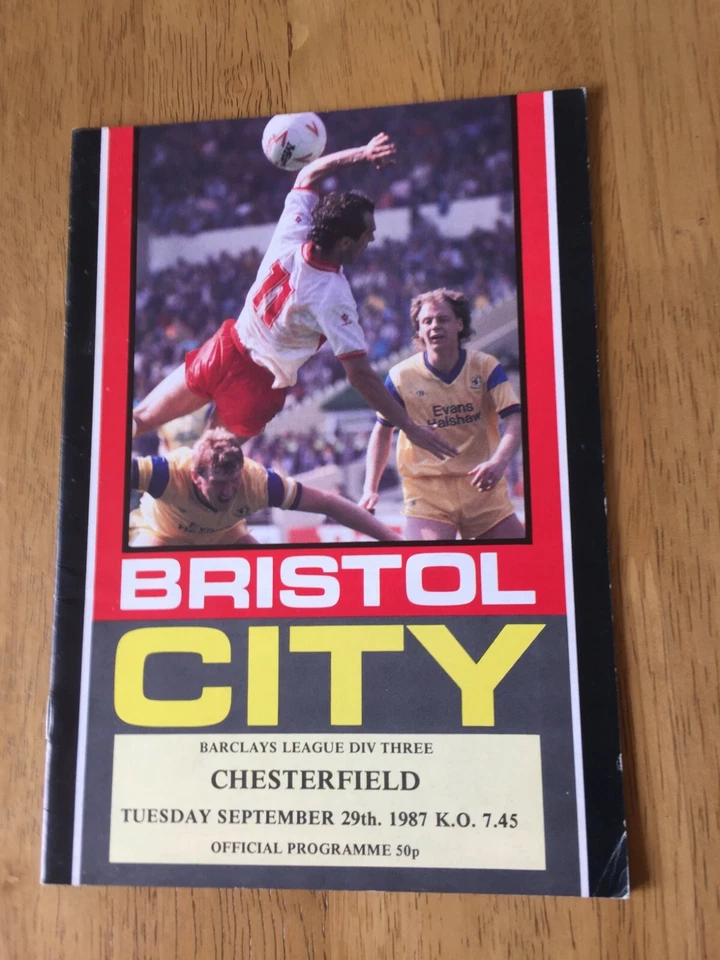 Mitre
11
Evans
Halshaw
BRISTOL
CITY
BARCLAYS LEAGUE DIV THREE
CHESTERFIELD
TUESDAY SEPTEMBER 29th. 1987 K.O. 7.45
OFFICIAL PROGRAMME 50p